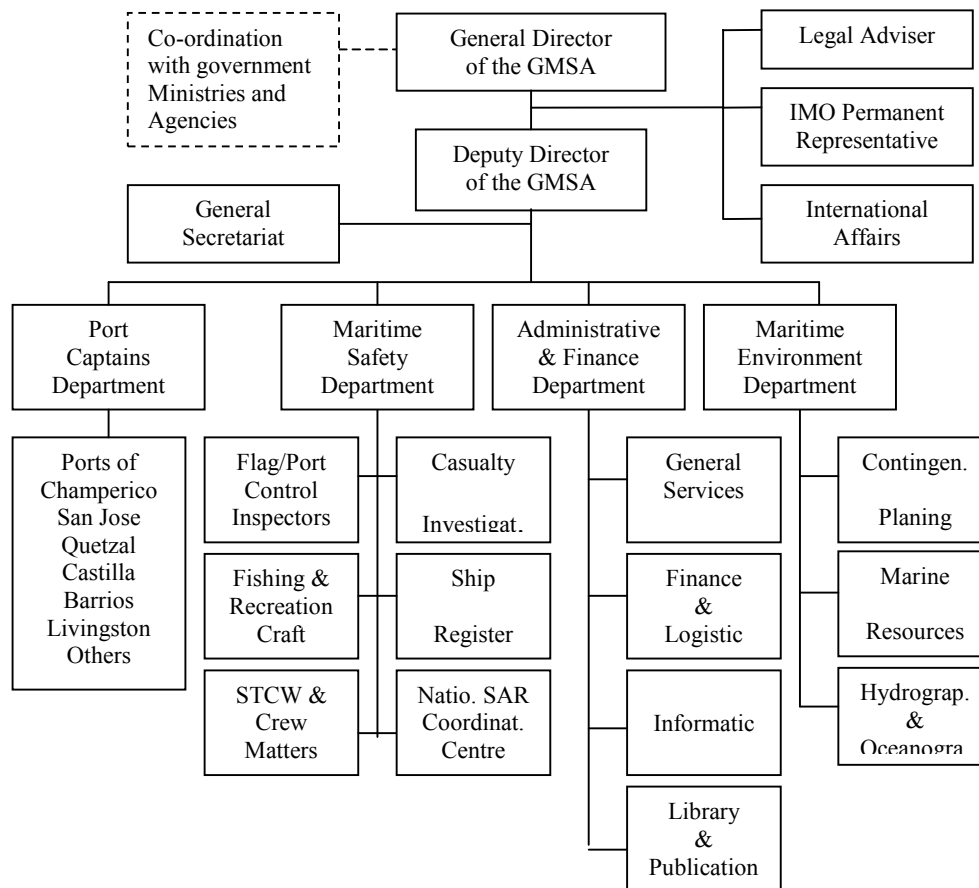 Co-ordination
with government
Ministries and
Agencies
General Director
of the GMSA
Legal Adviser
IMO Permanent
Representative
Deputy Director
of the GMSA
General
Secretariat
International
Affairs
Port
Captains
Department
Maritime
Safety
Department
Administrative
& Finance
Department
Maritime
Environment
Department
Ports of
Champerico
San Jose
Quetzal
Castilla
Barrios
Livingston
Others
Flag/Port
Control
Inspectors
Casualty
Investigat.
General
Services
Contingen.
Planing
Fishing &
Recreation
Craft
Ship
Register
Finance
&
Logistic
Marine
Resources
STCW &
Crew
Matters
Natio. SAR
Coordinat.
Centre
Informatic
Hydrograp.
&
Oceanogra
Library
&
Publication